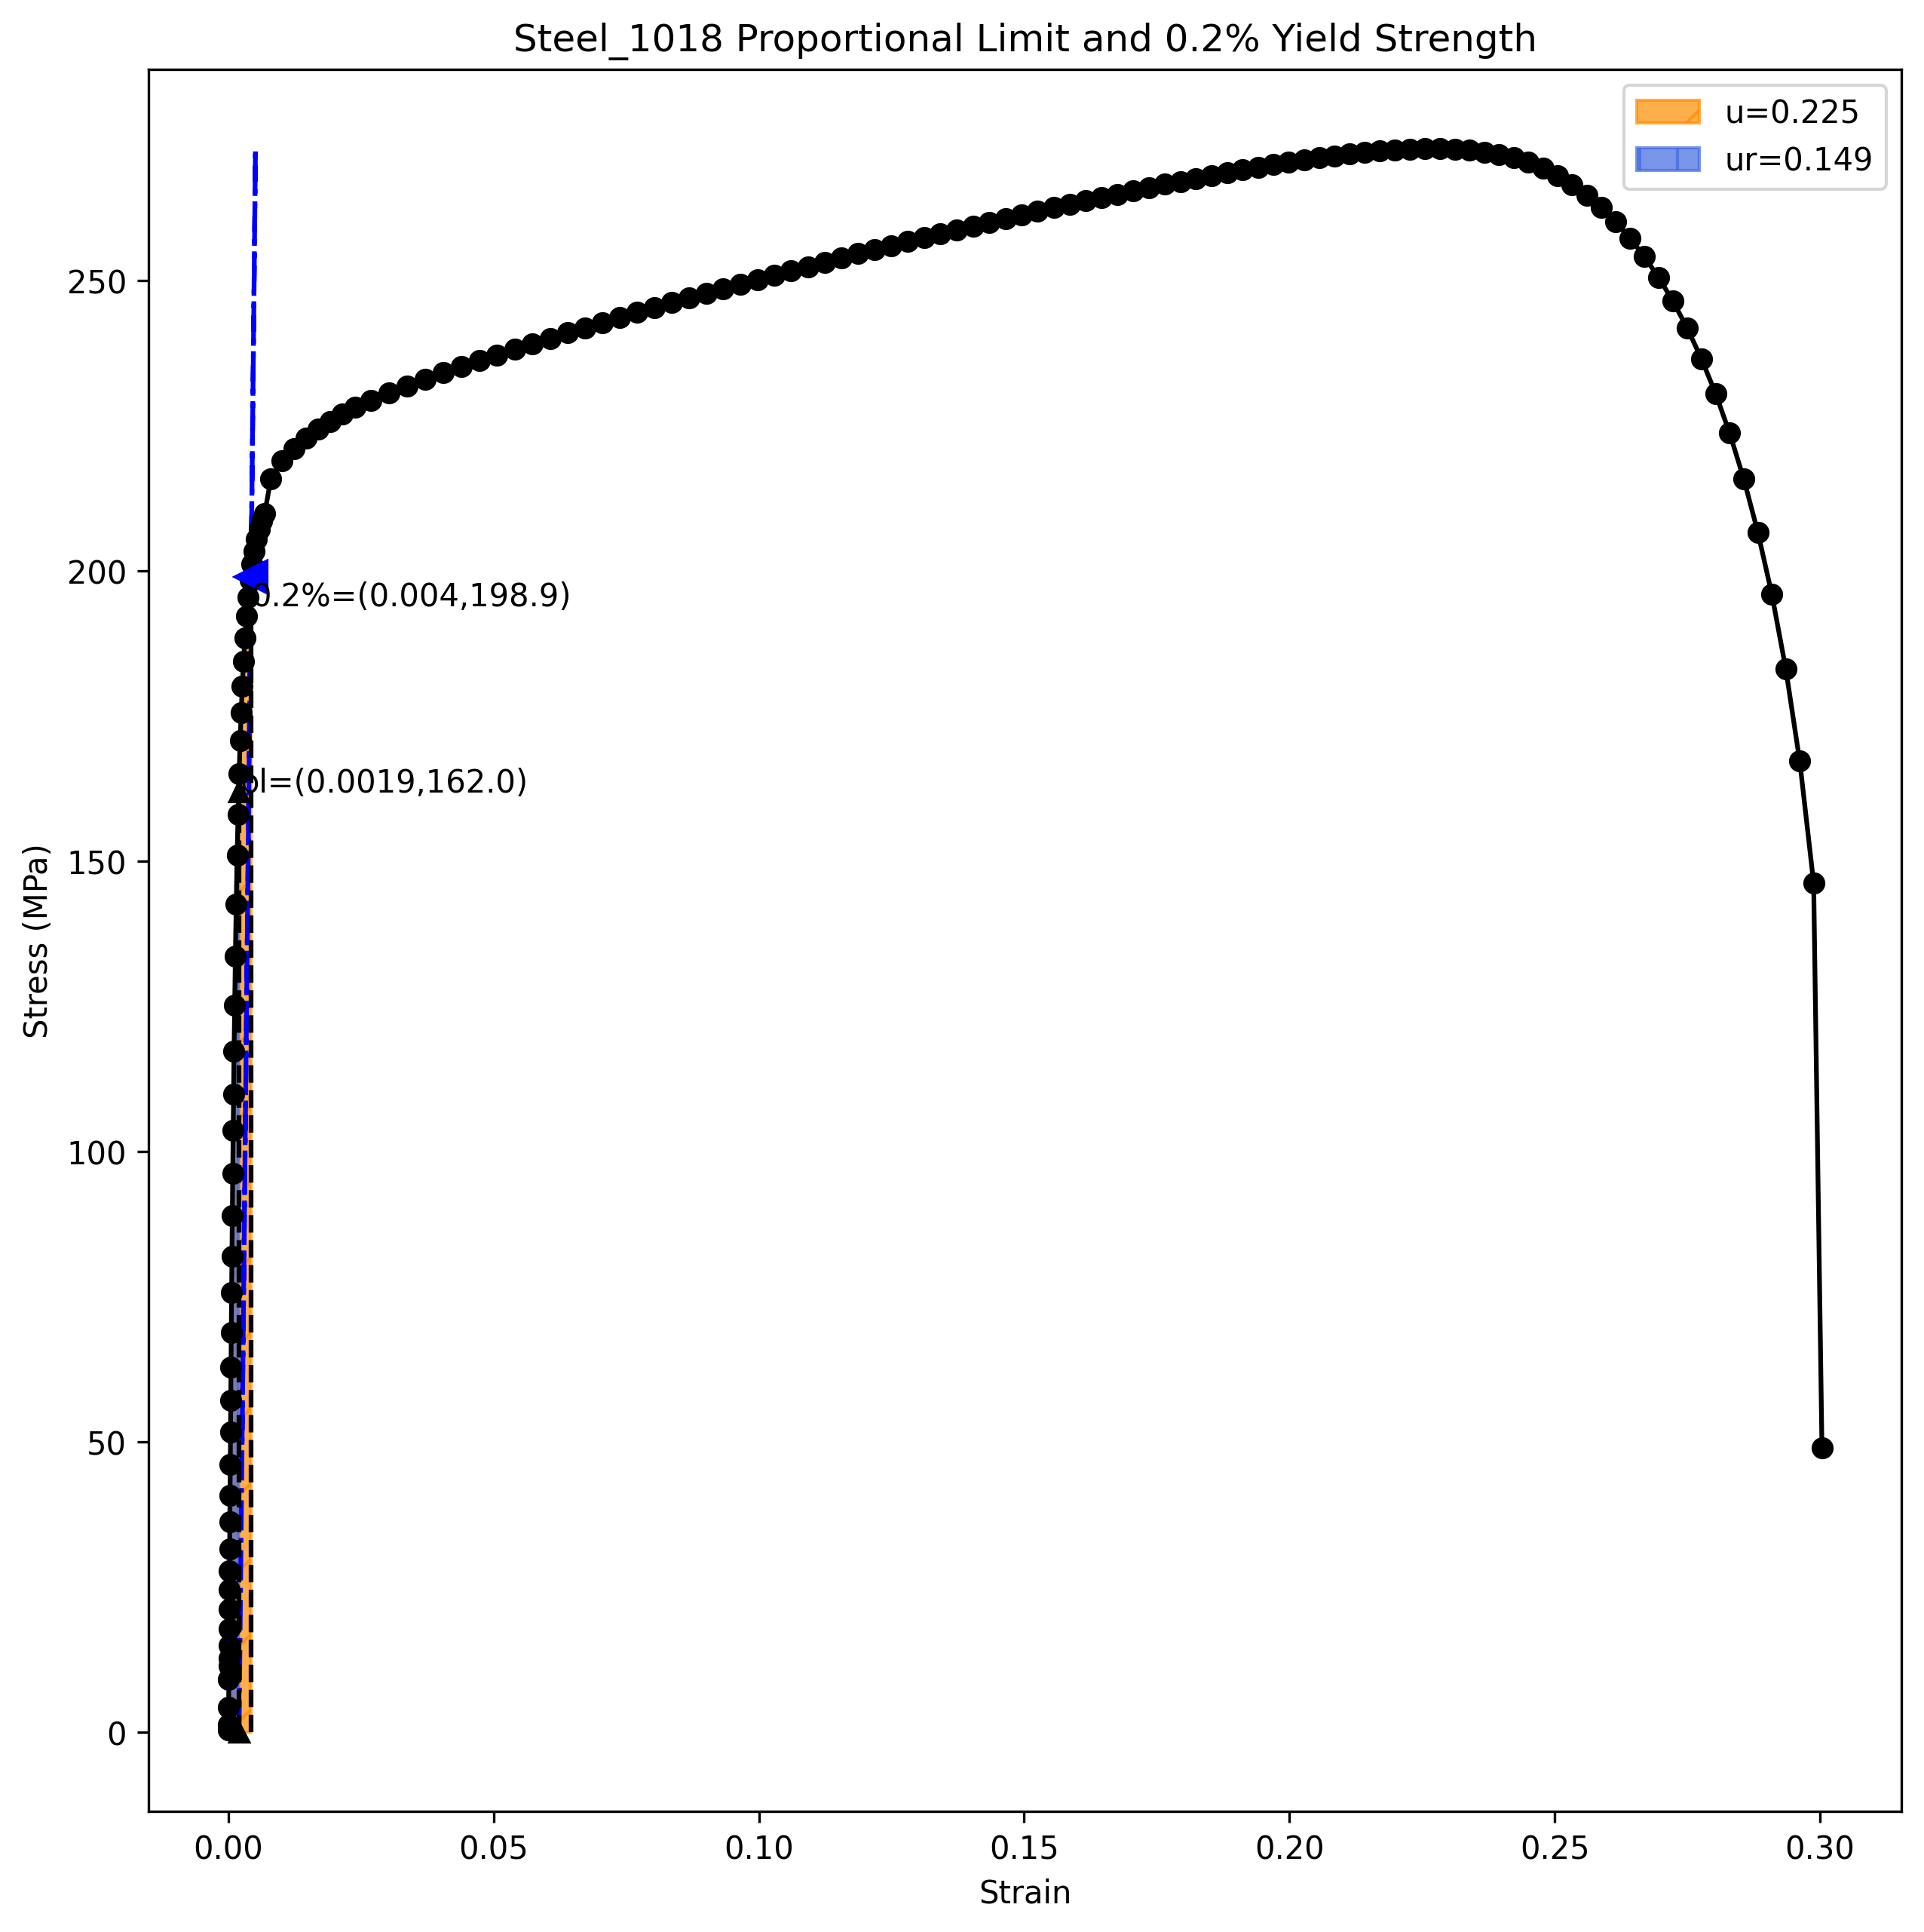 Steel_1018 Proportional Limit and 0.2% Yield Strength
u=0.225
ur=0.149
250
200
0.2%=(0.004,198.9)
pl=(0.0019,162.0)
150
Stress (MPa)
100
50
0
0.00 0.05 0.10 0.15 0.20 0.25 0.30
Strain